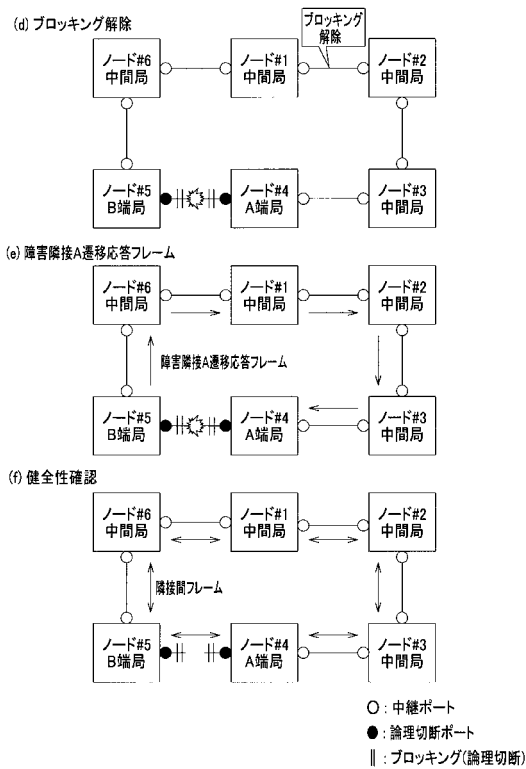 (d) ブロッキング解除
ブロッキング
解除
ノード#6
中間局
ノード#1
中間局
ノード#2
中間局
ノード#5
B端局
ノード#4
A端局
ノード#3
中間局
(e) 障害隣接A遷移応答フレーム
ノード#6
中間局
ノード#1
中間局
ノード#2
中間局
障害隣接A遷移応答フレーム
ノード#5
B端局
ノード#4
A端局
ノード#3
中間局
(f) 健全性確認
ノード#6
中間局
ノード#1
中間局
ノード#2
中間局
隣接間フレーム
ノード#5
B端局
ノード#4
A端局
ノード#3
中間局
○ : 中継ポート
● : 論理切断ポート
|| : ブロッキング(論理切断)